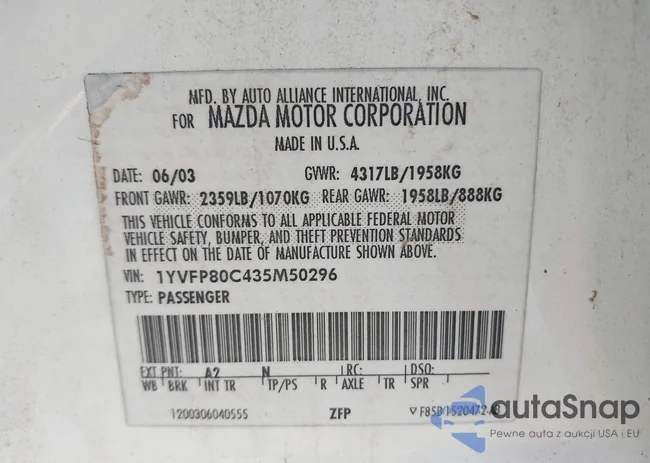 MFD. BY AUTO ALLIANCE INTERNATIONAL, INC.
FOR MAZDA MOTOR CORPORATION
MADE IN U.S.A.
DATE: 06/03 GVWR: 4317LB/1958KG
FRONT GAWR: 2359LB/1070KG REAR GAWR: 1958LB/888KG
THIS VEHICLE CONFORMS TO ALL APPLICABLE FEDERAL MOTOR
VEHICLE SAFETY, BUMPER, AND THEFT PREVENTION STANDARDS
IN EFFECT ON THE DATE OF MANUFACTURE SHOWN ABOVE.
VIN: 1YVFP80C435M50296
TYPE: PASSENGER
EXT PNT: A2 N RC: DSO:
WB BRK INT TR TP/PS R AXLE TR SPR
1200306040555 ZFP
autaSnap
Pewne auta z aukcji USA i EU